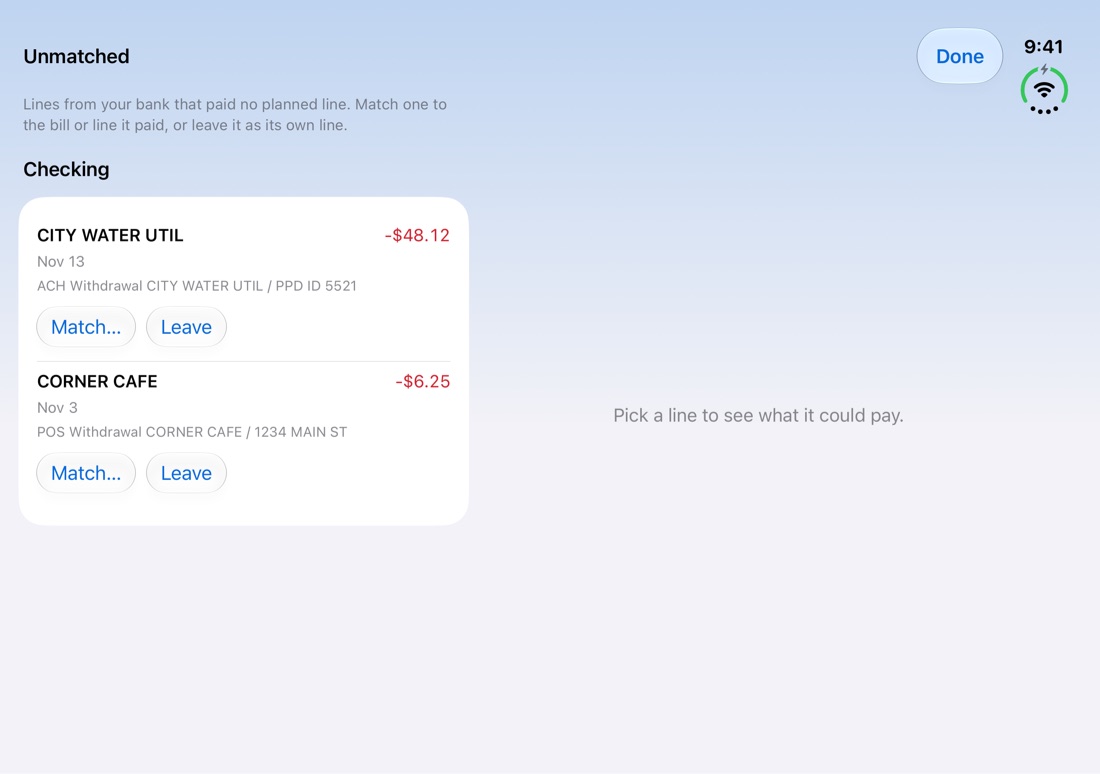 Unmatched
Done
9:41
Lines from your bank that paid no planned line. Match one to
the bill or line it paid, or leave it as its own line.
Checking
CITY WATER UTIL
-$48.12
Nov 13
ACH Withdrawal CITY WATER UTIL / PPD ID 5521
Match...
Leave
CORNER CAFE
-$6.25
Nov 3
POS Withdrawal CORNER CAFE / 1234 MAIN ST
Match...
Leave
Pick a line to see what it could pay.